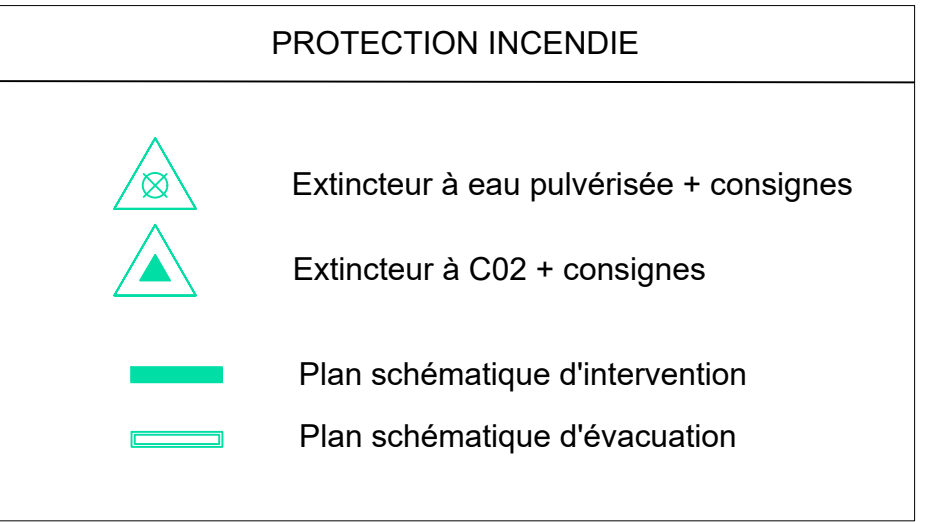 PROTECTION INCENDIE
Extincteur à eau pulvérisée + consignes
Extincteur à C02 + consignes
Plan schématique d'intervention
Plan schématique d'évacuation